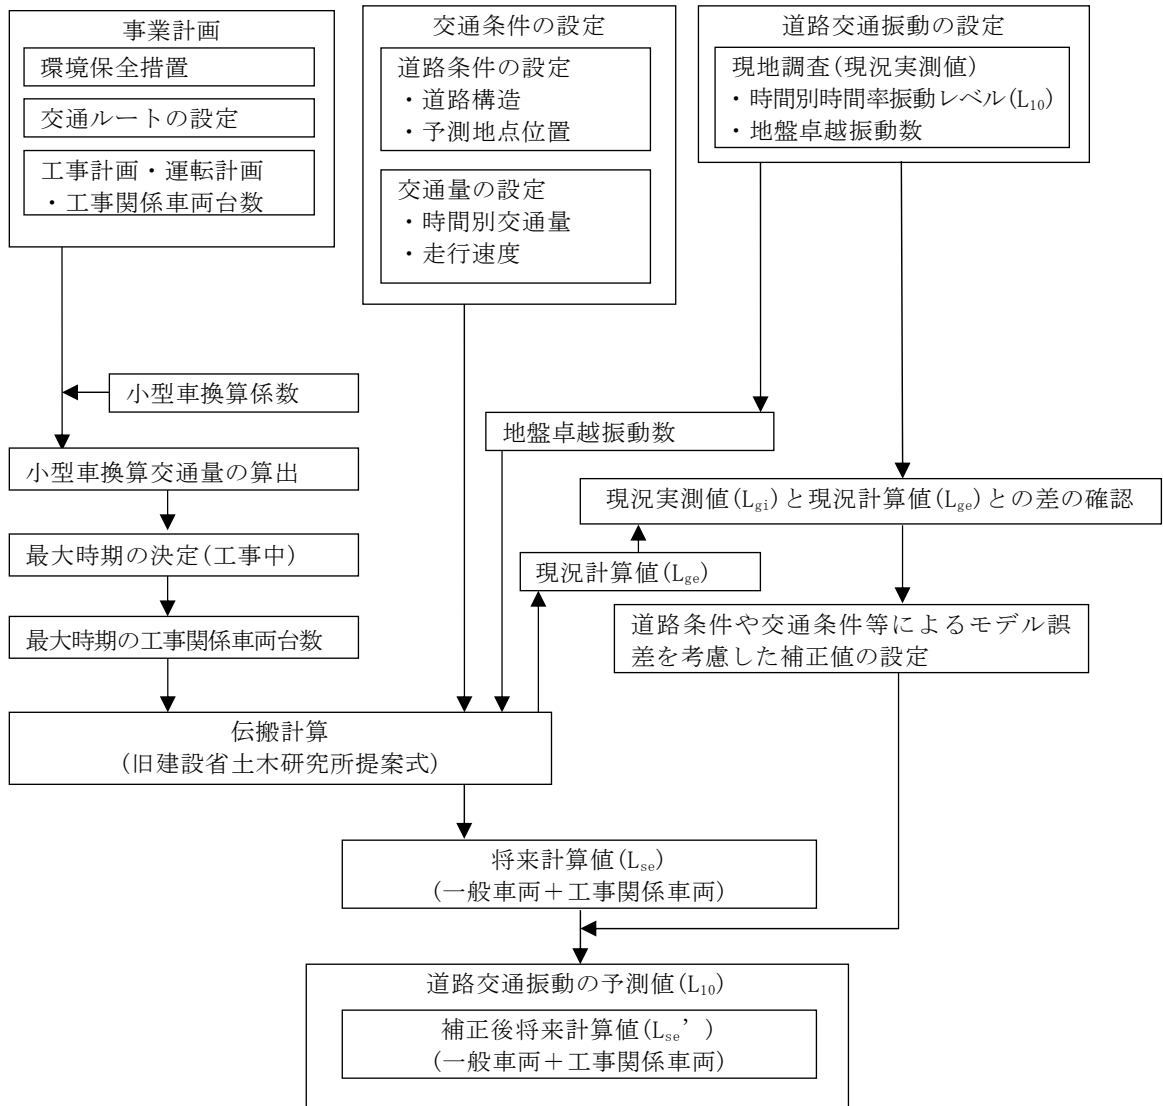 事業計画
環境保全措置
交通ルートの設定
工事計画・運転計画
・工事関係車両台数
交通条件の設定
道路条件の設定
・道路構造
・予測地点位置
交通量の設定
・時間別交通量
・走行速度
道路交通振動の設定
現地調査(現況実測値)
・時間別時間率振動レベル(L10)
・地盤卓越振動数
小型車換算係数
地盤卓越振動数
小型車換算交通量の算出
現況実測値(Lgi)と現況計算値(Lge)との差の確認
最大時期の決定(工事中)
現況計算値(Lge)
最大時期の工事関係車両台数
道路条件や交通条件等によるモデル誤
差を考慮した補正値の設定
伝搬計算
(旧建設省土木研究所提案式)
将来計算値(Lse)
(一般車両＋工事関係車両)
道路交通振動の予測値(L10)
補正後将来計算値(Lse’)
(一般車両＋工事関係車両)